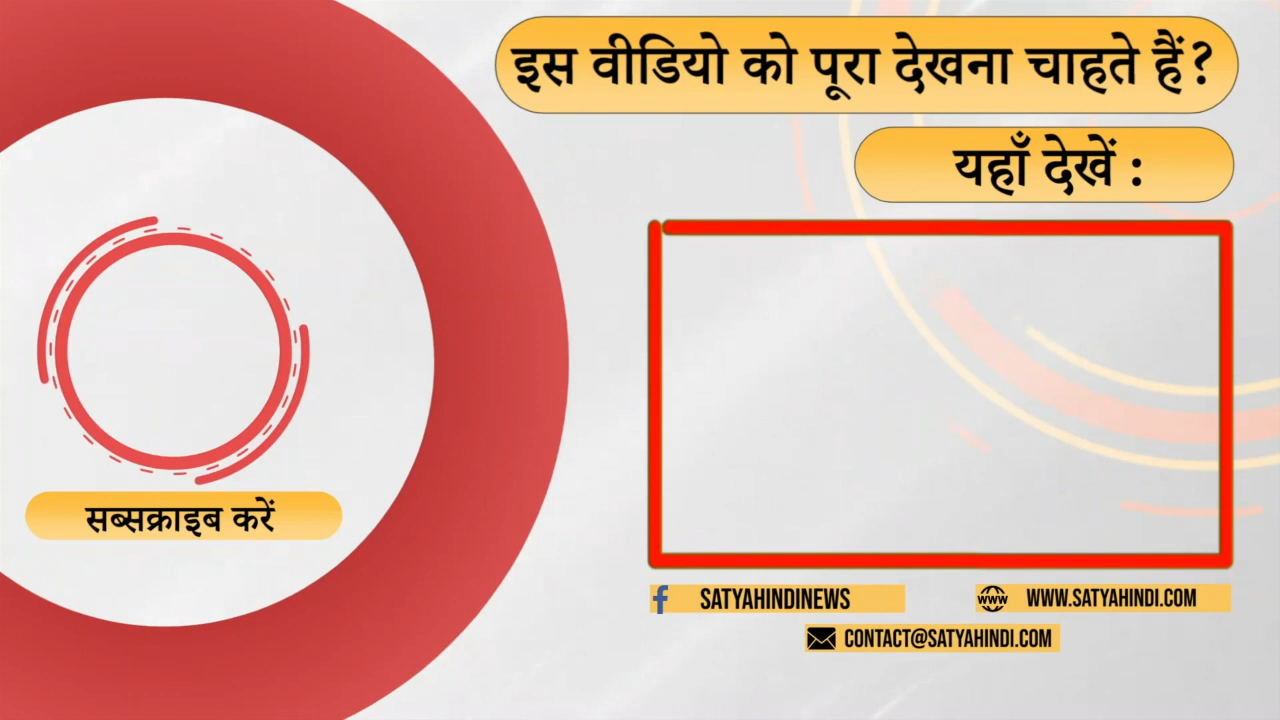 इस वीडियो को पूरा देखना चाहते हैं?
यहाँ देखें :
सब्सक्राइब करें
SATYAHINDINEWS
WWW.SATYAHINDI.COM
CONTACT@SATYAHINDI.COM